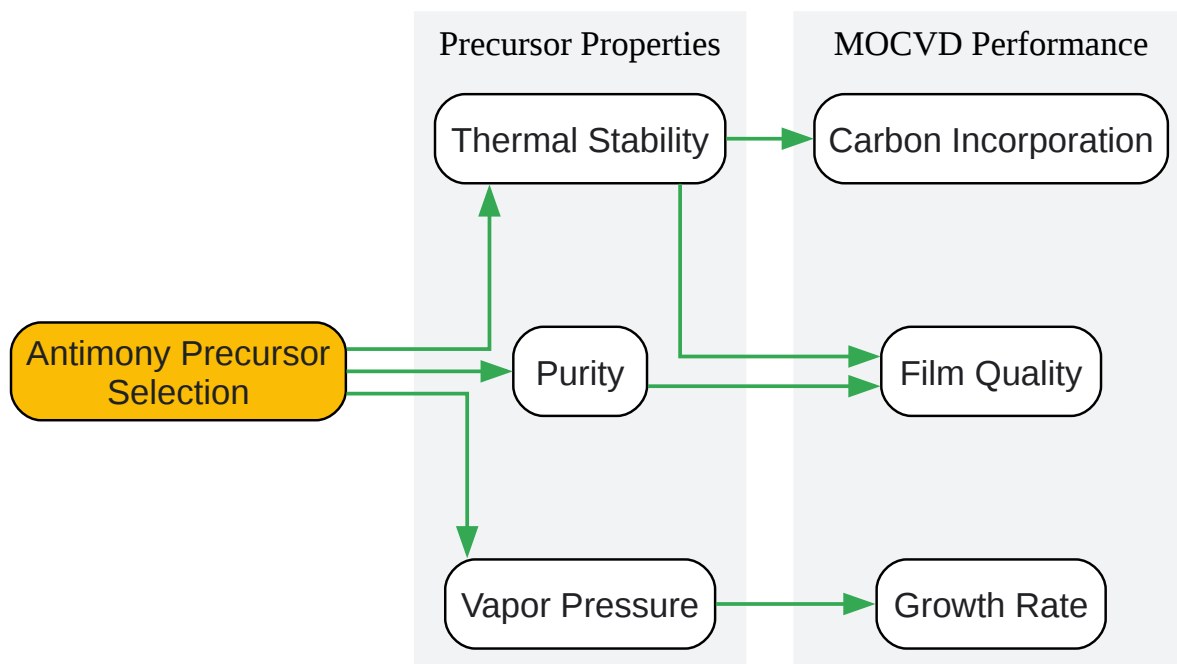 Precursor Properties
MOCVD Performance
Thermal Stability
Carbon Incorporation
Antimony Precursor
Selection
Purity
Film Quality
Vapor Pressure
Growth Rate